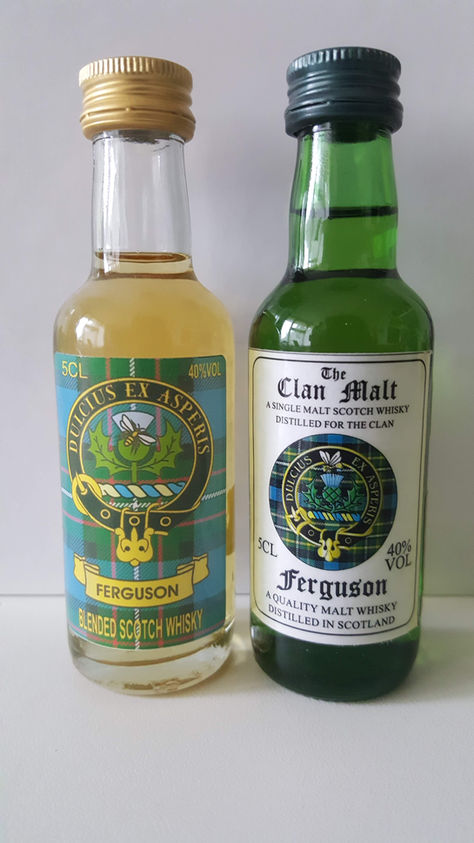 5CL 40%VOL
DULCIUS EX ASPERIS
FERGUSON
BLENDED SCOTCH WHISKY
The
Clan Malt
A SINGLE MALT SCOTCH WHISKY
DISTILLED FOR THE CLAN
DULCIUS EX ASPERIS
5CL 40%
VOL
Ferguson
A QUALITY MALT WHISKY
DISTILLED IN SCOTLAND